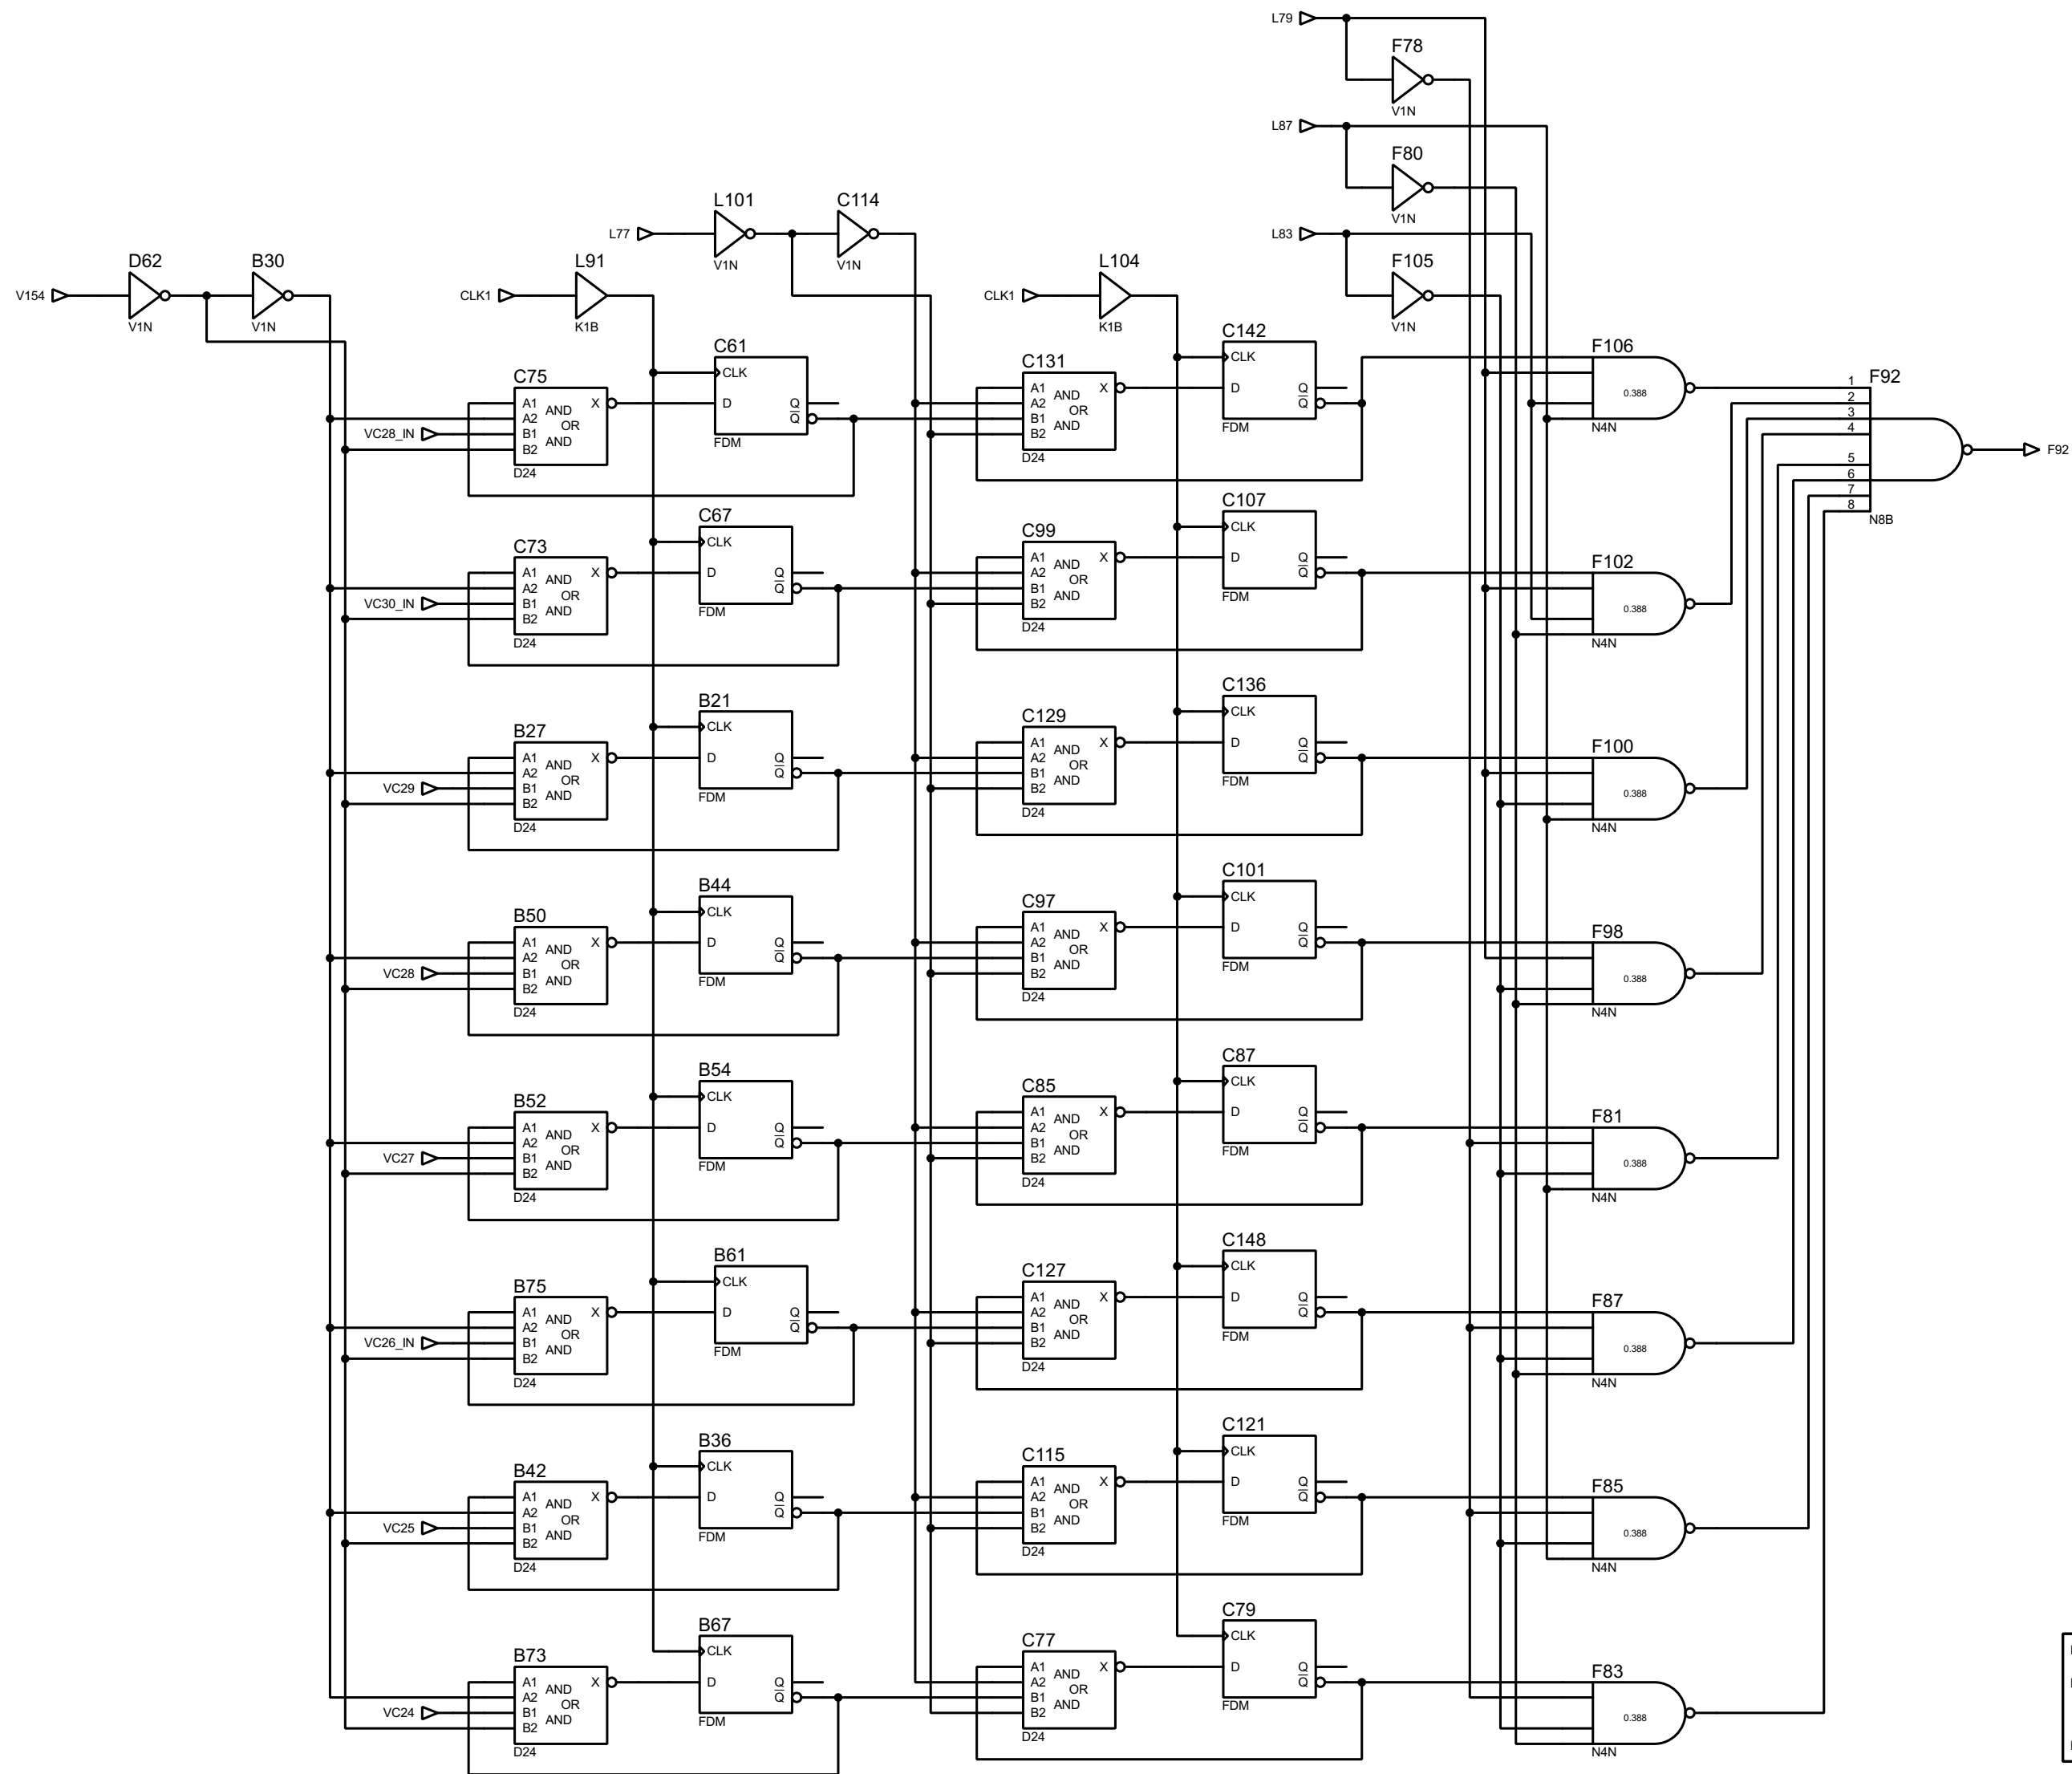 L79
F78
V1N
L87
F80
V1N
L83
F105
V1N
L77
L101
V1N
C114
V1N
V154
D62
V1N
B30
V1N
CLK1
L91
K1B
CLK1
L104
K1B
C75
A1 AND X
A2 OR
VC28_IN B1 AND
B2
D24
C61
CLK
D Q
Q
FDM
C131
A1 AND X
A2 OR
B1 AND
B2
D24
C142
CLK
D Q
Q
FDM
F106
0.388
N4N
F92
1
2
3
4
5
6
7
8
N8B
F92
C73
A1 AND X
A2 OR
VC30_IN B1 AND
B2
D24
C67
CLK
D Q
Q
FDM
C99
A1 AND X
A2 OR
B1 AND
B2
D24
C107
CLK
D Q
Q
FDM
F102
0.388
N4N
B27
A1 AND X
A2 OR
VC29 B1 AND
B2
D24
B21
CLK
D Q
Q
FDM
C129
A1 AND X
A2 OR
B1 AND
B2
D24
C136
CLK
D Q
Q
FDM
F100
0.388
N4N
B50
A1 AND X
A2 OR
VC28 B1 AND
B2
D24
B44
CLK
D Q
Q
FDM
C97
A1 AND X
A2 OR
B1 AND
B2
D24
C101
CLK
D Q
Q
FDM
F98
0.388
N4N
B52
A1 AND X
A2 OR
VC27 B1 AND
B2
D24
B54
CLK
D Q
Q
FDM
C85
A1 AND X
A2 OR
B1 AND
B2
D24
C87
CLK
D Q
Q
FDM
F81
0.388
N4N
B75
A1 AND X
A2 OR
VC26_IN B1 AND
B2
D24
B61
CLK
D Q
Q
FDM
C127
A1 AND X
A2 OR
B1 AND
B2
D24
C148
CLK
D Q
Q
FDM
F87
0.388
N4N
B42
A1 AND X
A2 OR
VC25 B1 AND
B2
D24
B36
CLK
D Q
Q
FDM
C115
A1 AND X
A2 OR
B1 AND
B2
D24
C121
CLK
D Q
Q
FDM
F85
0.388
N4N
B73
A1 AND X
A2 OR
VC24 B1 AND
B2
D24
B67
CLK
D Q
Q
FDM
C77
A1 AND X
A2 OR
B1 AND
B2
D24
C79
CLK
D Q
Q
FDM
F83
0.388
N4N